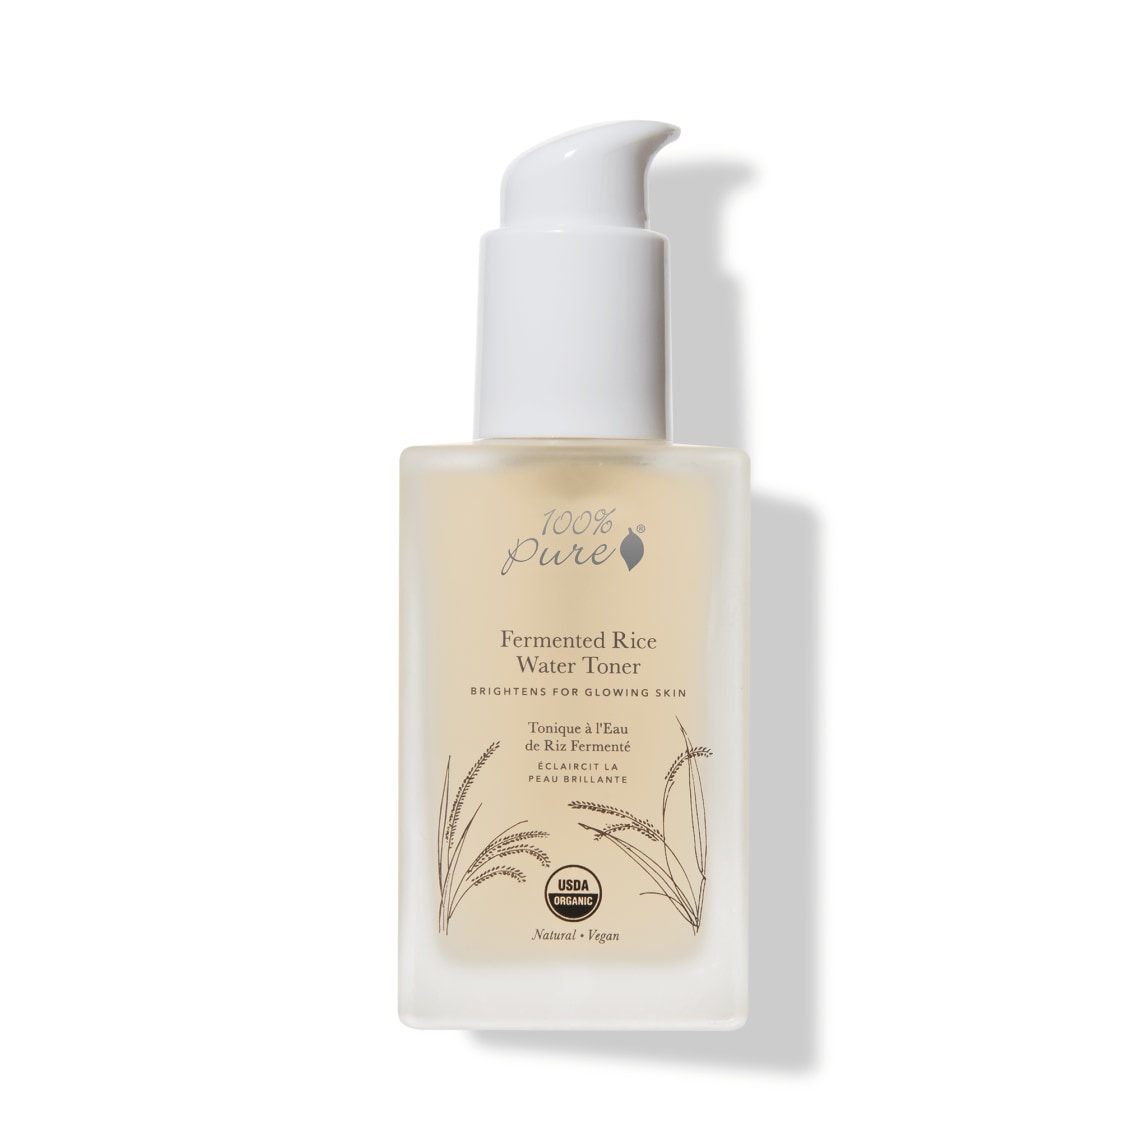 100%
Pure®
Fermented Rice
Water Toner
BRIGHTENS FOR GLOWING SKIN
Tonique à l'Eau
de Riz Fermenté
ÉCLAIRCIT LA
PEAU BRILLANTE
USDA
ORGANIC
Natural • Vegan